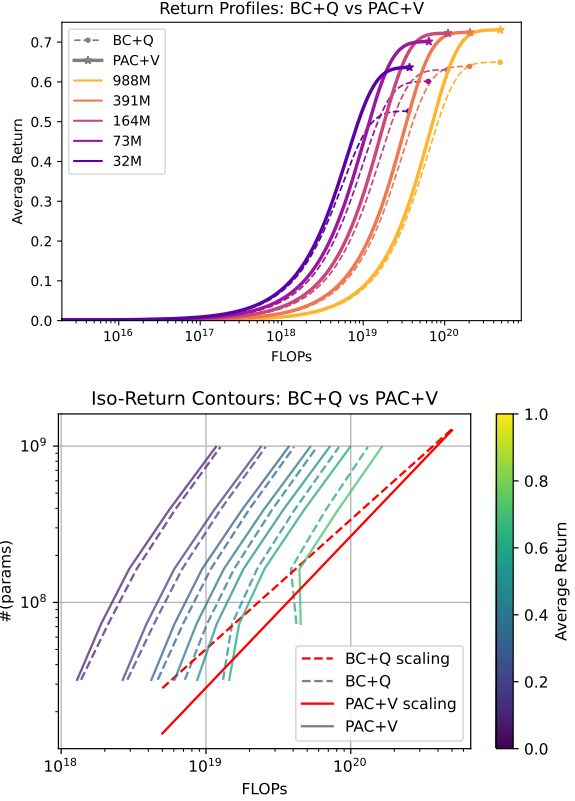 Return Profiles: BC+Q vs PAC+V
Average Return
0.7
0.6
0.5
0.4
0.3
0.2
0.1
0.0
BC+Q
PAC+V
988M
391M
164M
73M
32M
10^16
10^17
10^18
10^19
10^20
FLOPs
Iso-Return Contours: BC+Q vs PAC+V
#(params)
10^9
10^8
BC+Q scaling
BC+Q
PAC+V scaling
PAC+V
10^18
10^19
10^20
FLOPs
1.0
0.8
0.6
0.4
0.2
0.0
Average Return